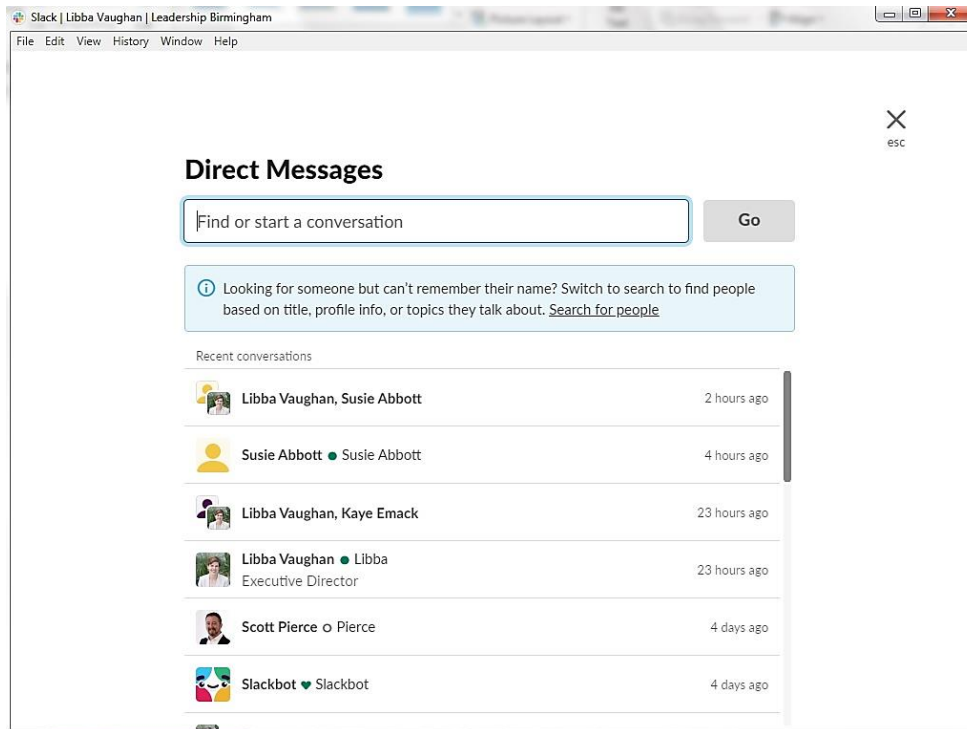 Slack | Libba Vaughan | Leadership Birmingham
File Edit View History Window Help
esc
Direct Messages
Find or start a conversation
Go
Looking for someone but can't remember their name? Switch to search to find people
based on title, profile info, or topics they talk about. Search for people
Recent conversations
Libba Vaughan, Susie Abbott 2 hours ago
Susie Abbott Susie Abbott 4 hours ago
Libba Vaughan, Kaye Emack 23 hours ago
Libba Vaughan Libba
Executive Director 23 hours ago
Scott Pierce Pierce 4 days ago
Slackbot Slackbot 4 days ago